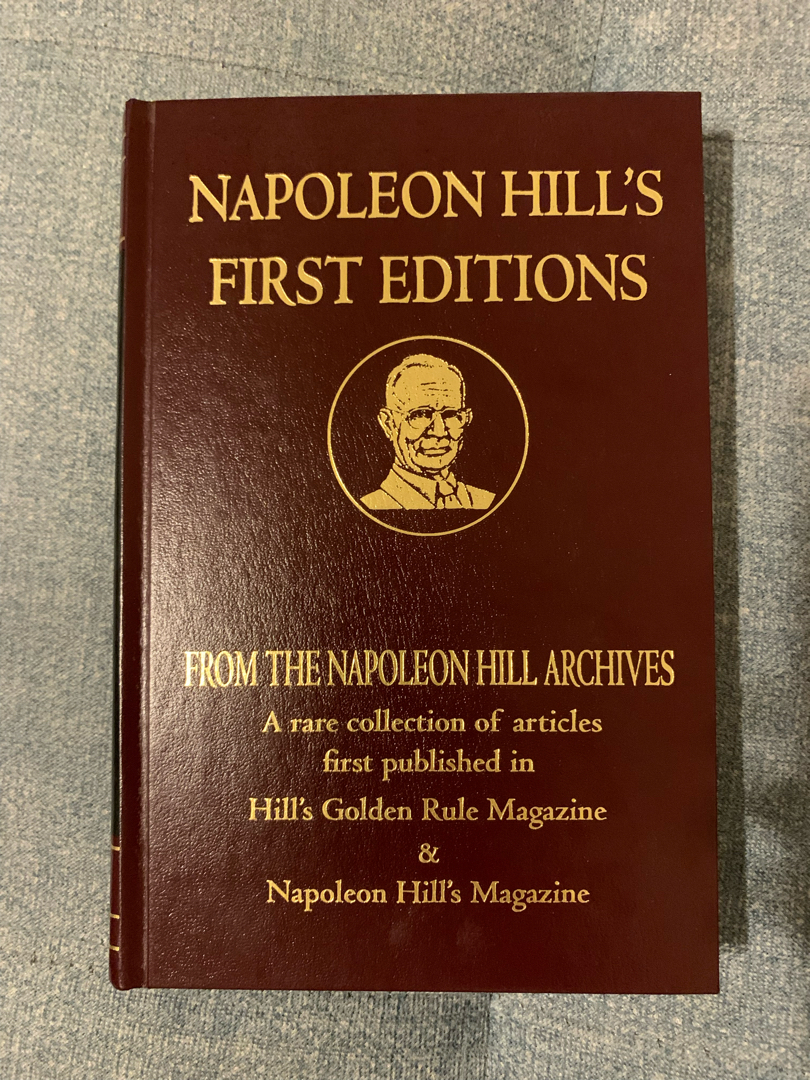 NAPOLEON HILL'S
FIRST EDITIONS
FROM THE NAPOLEON HILL ARCHIVES
A rare collection of articles
first published in
Hill's Golden Rule Magazine
&
Napoleon Hill's Magazine